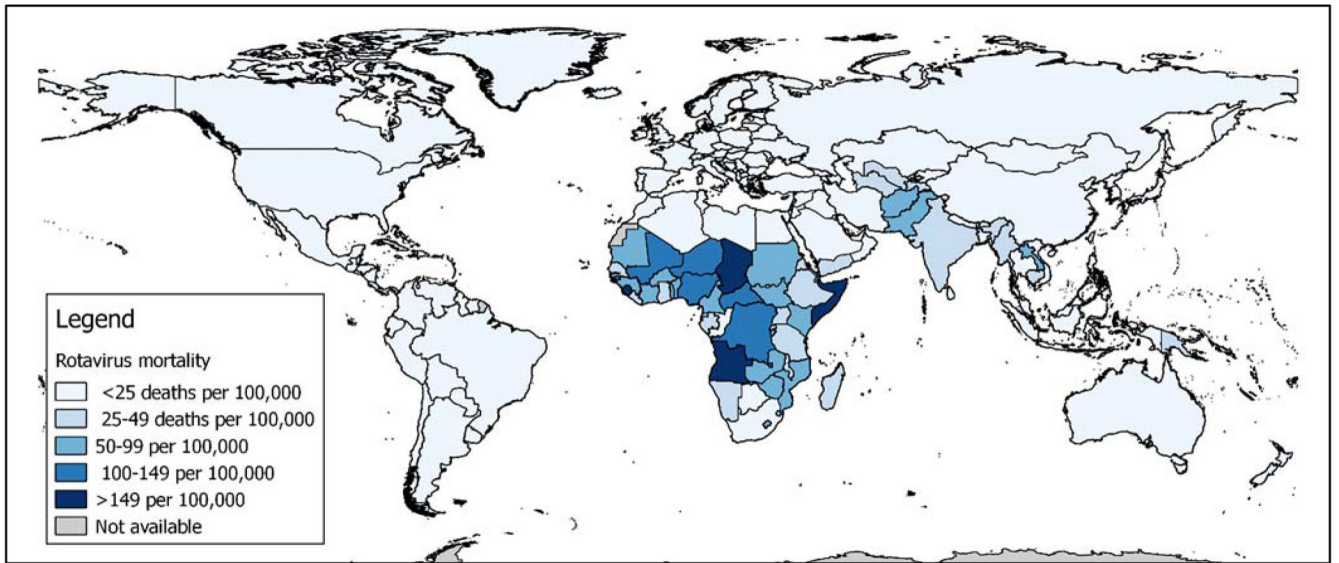 Legend
Rotavirus mortality
<25 deaths per 100,000
25-49 deaths per 100,000
50-99 per 100,000
100-149 per 100,000
>149 per 100,000
Not available